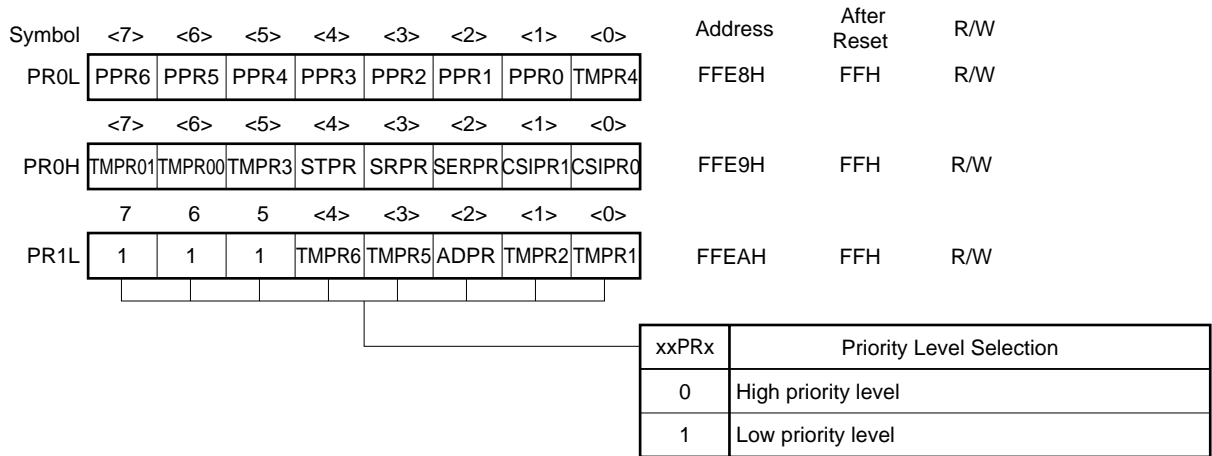 Symbol <7> <6> <5> <4> <3> <2> <1> <0> Address After Reset R/W
PR0L PPR6 PPR5 PPR4 PPR3 PPR2 PPR1 PPR0 TMPR4 FFE8H FFH R/W
<7> <6> <5> <4> <3> <2> <1> <0>
PR0H TMPR01 TMPR00 TMPR3 STPR SRPR SERPR CSIPR1 CSIPR0 FFE9H FFH R/W
7 6 5 <4> <3> <2> <1> <0>
PR1L 1 1 1 TMPR6 TMPR5 ADPR TMPR2 TMPR1 FFEAH FFH R/W
xxPRx Priority Level Selection
0 High priority level
1 Low priority level